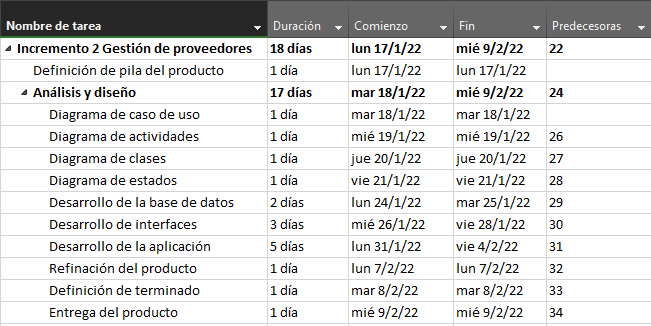 Nombre de tarea Duración Comienzo Fin Predecesoras
Incremento 2 Gestión de proveedores 18 días lun 17/1/22 mié 9/2/22 22
Definición de pila del producto 1 día lun 17/1/22 lun 17/1/22
Análisis y diseño 17 días mar 18/1/22 mié 9/2/22 24
Diagrama de caso de uso 1 día mar 18/1/22 mar 18/1/22
Diagrama de actividades 1 día mié 19/1/22 mié 19/1/22 26
Diagrama de clases 1 día jue 20/1/22 jue 20/1/22 27
Diagrama de estados 1 día vie 21/1/22 vie 21/1/22 28
Desarrollo de la base de datos 2 días lun 24/1/22 mar 25/1/22 29
Desarrollo de interfaces 3 días mié 26/1/22 vie 28/1/22 30
Desarrollo de la aplicación 5 días lun 31/1/22 vie 4/2/22 31
Refinación del producto 1 día lun 7/2/22 lun 7/2/22 32
Definición de terminado 1 día mar 8/2/22 mar 8/2/22 33
Entrega del producto 1 día mié 9/2/22 mié 9/2/22 34